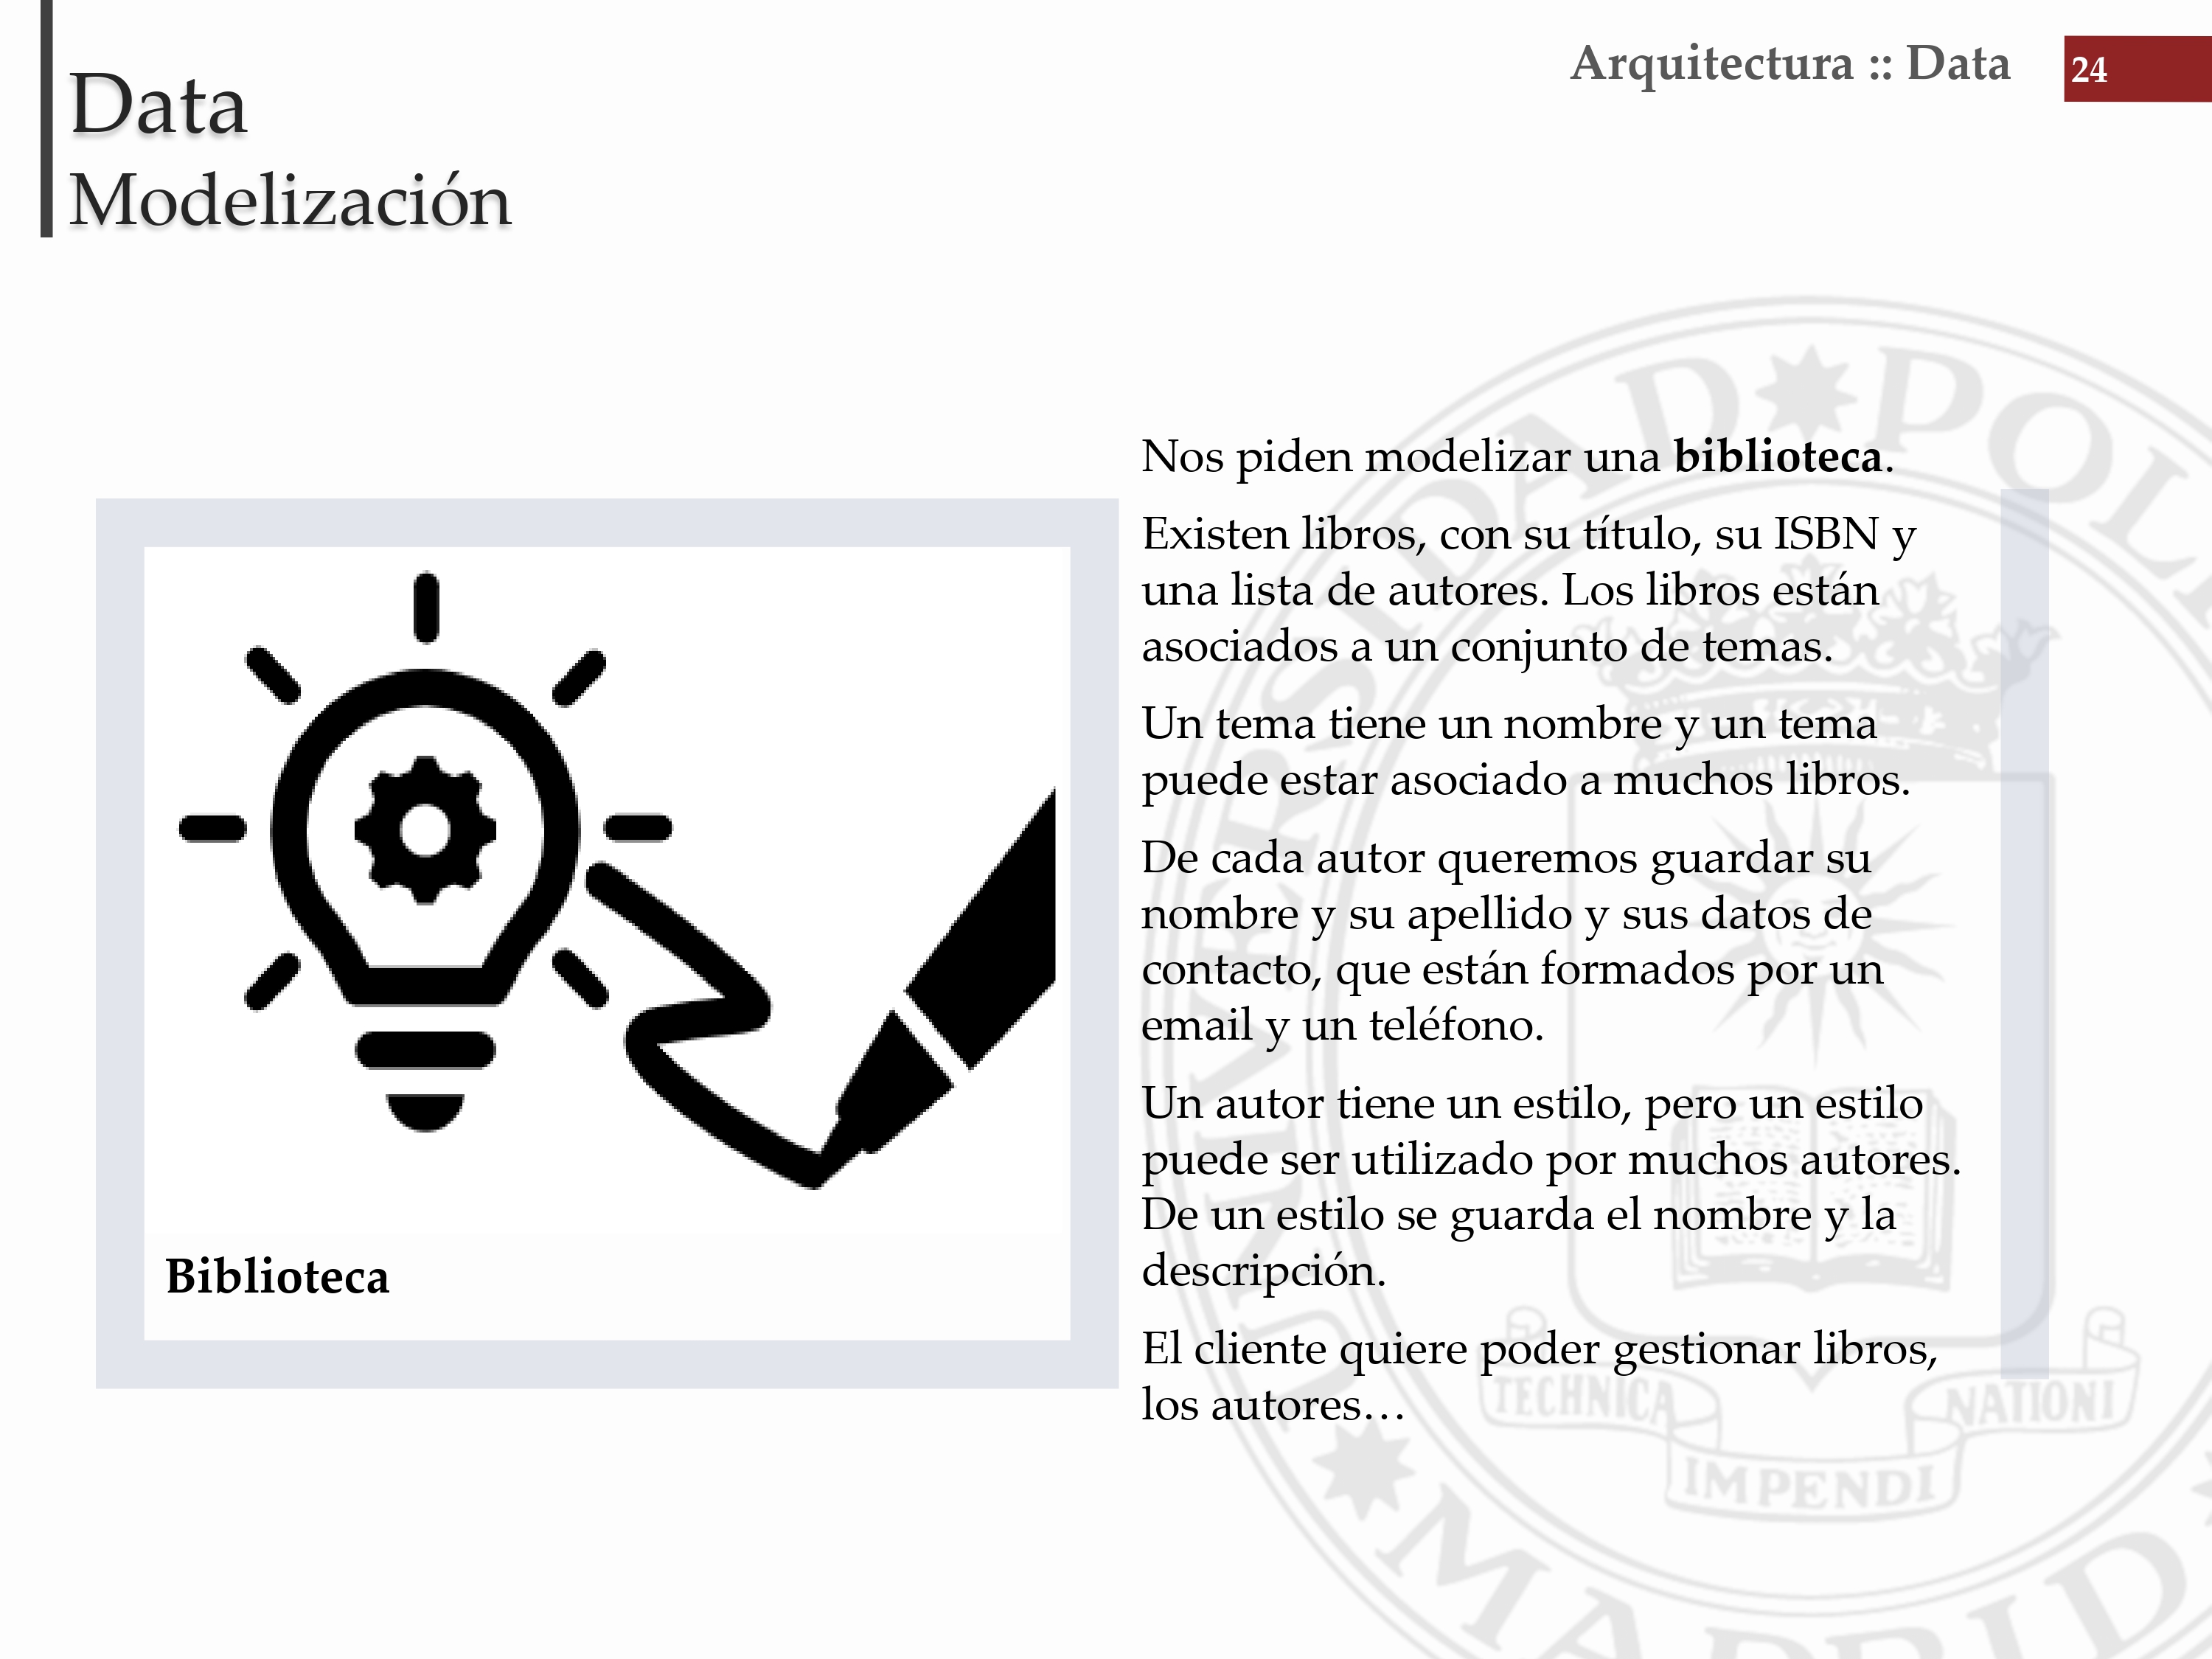 Data
Modelización
Arquitectura :: Data
24
Nos piden modelizar una biblioteca.
Existen libros, con su título, su ISBN y
una lista de autores. Los libros están
asociados a un conjunto de temas.
Un tema tiene un nombre y un tema
puede estar asociado a muchos libros.
De cada autor queremos guardar su
nombre y su apellido y sus datos de
contacto, que están formados por un
email y un teléfono.
Un autor tiene un estilo, pero un estilo
puede ser utilizado por muchos autores.
De un estilo se guarda el nombre y la
descripción.
El cliente quiere poder gestionar libros,
los autores…
Biblioteca
TECHNICA
IMPENDI
NATIONI